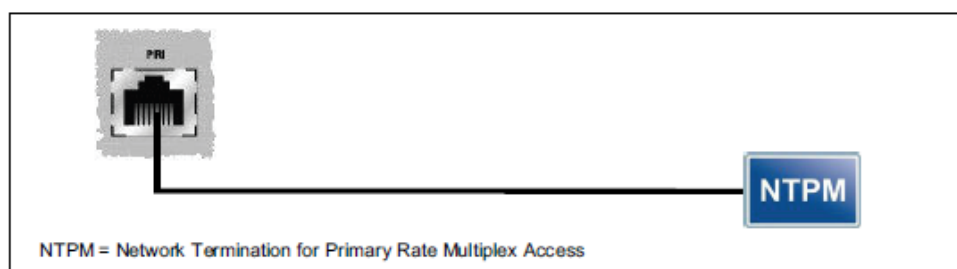 PRI
NTPM
NTPM = Network Termination for Primary Rate Multiplex Access